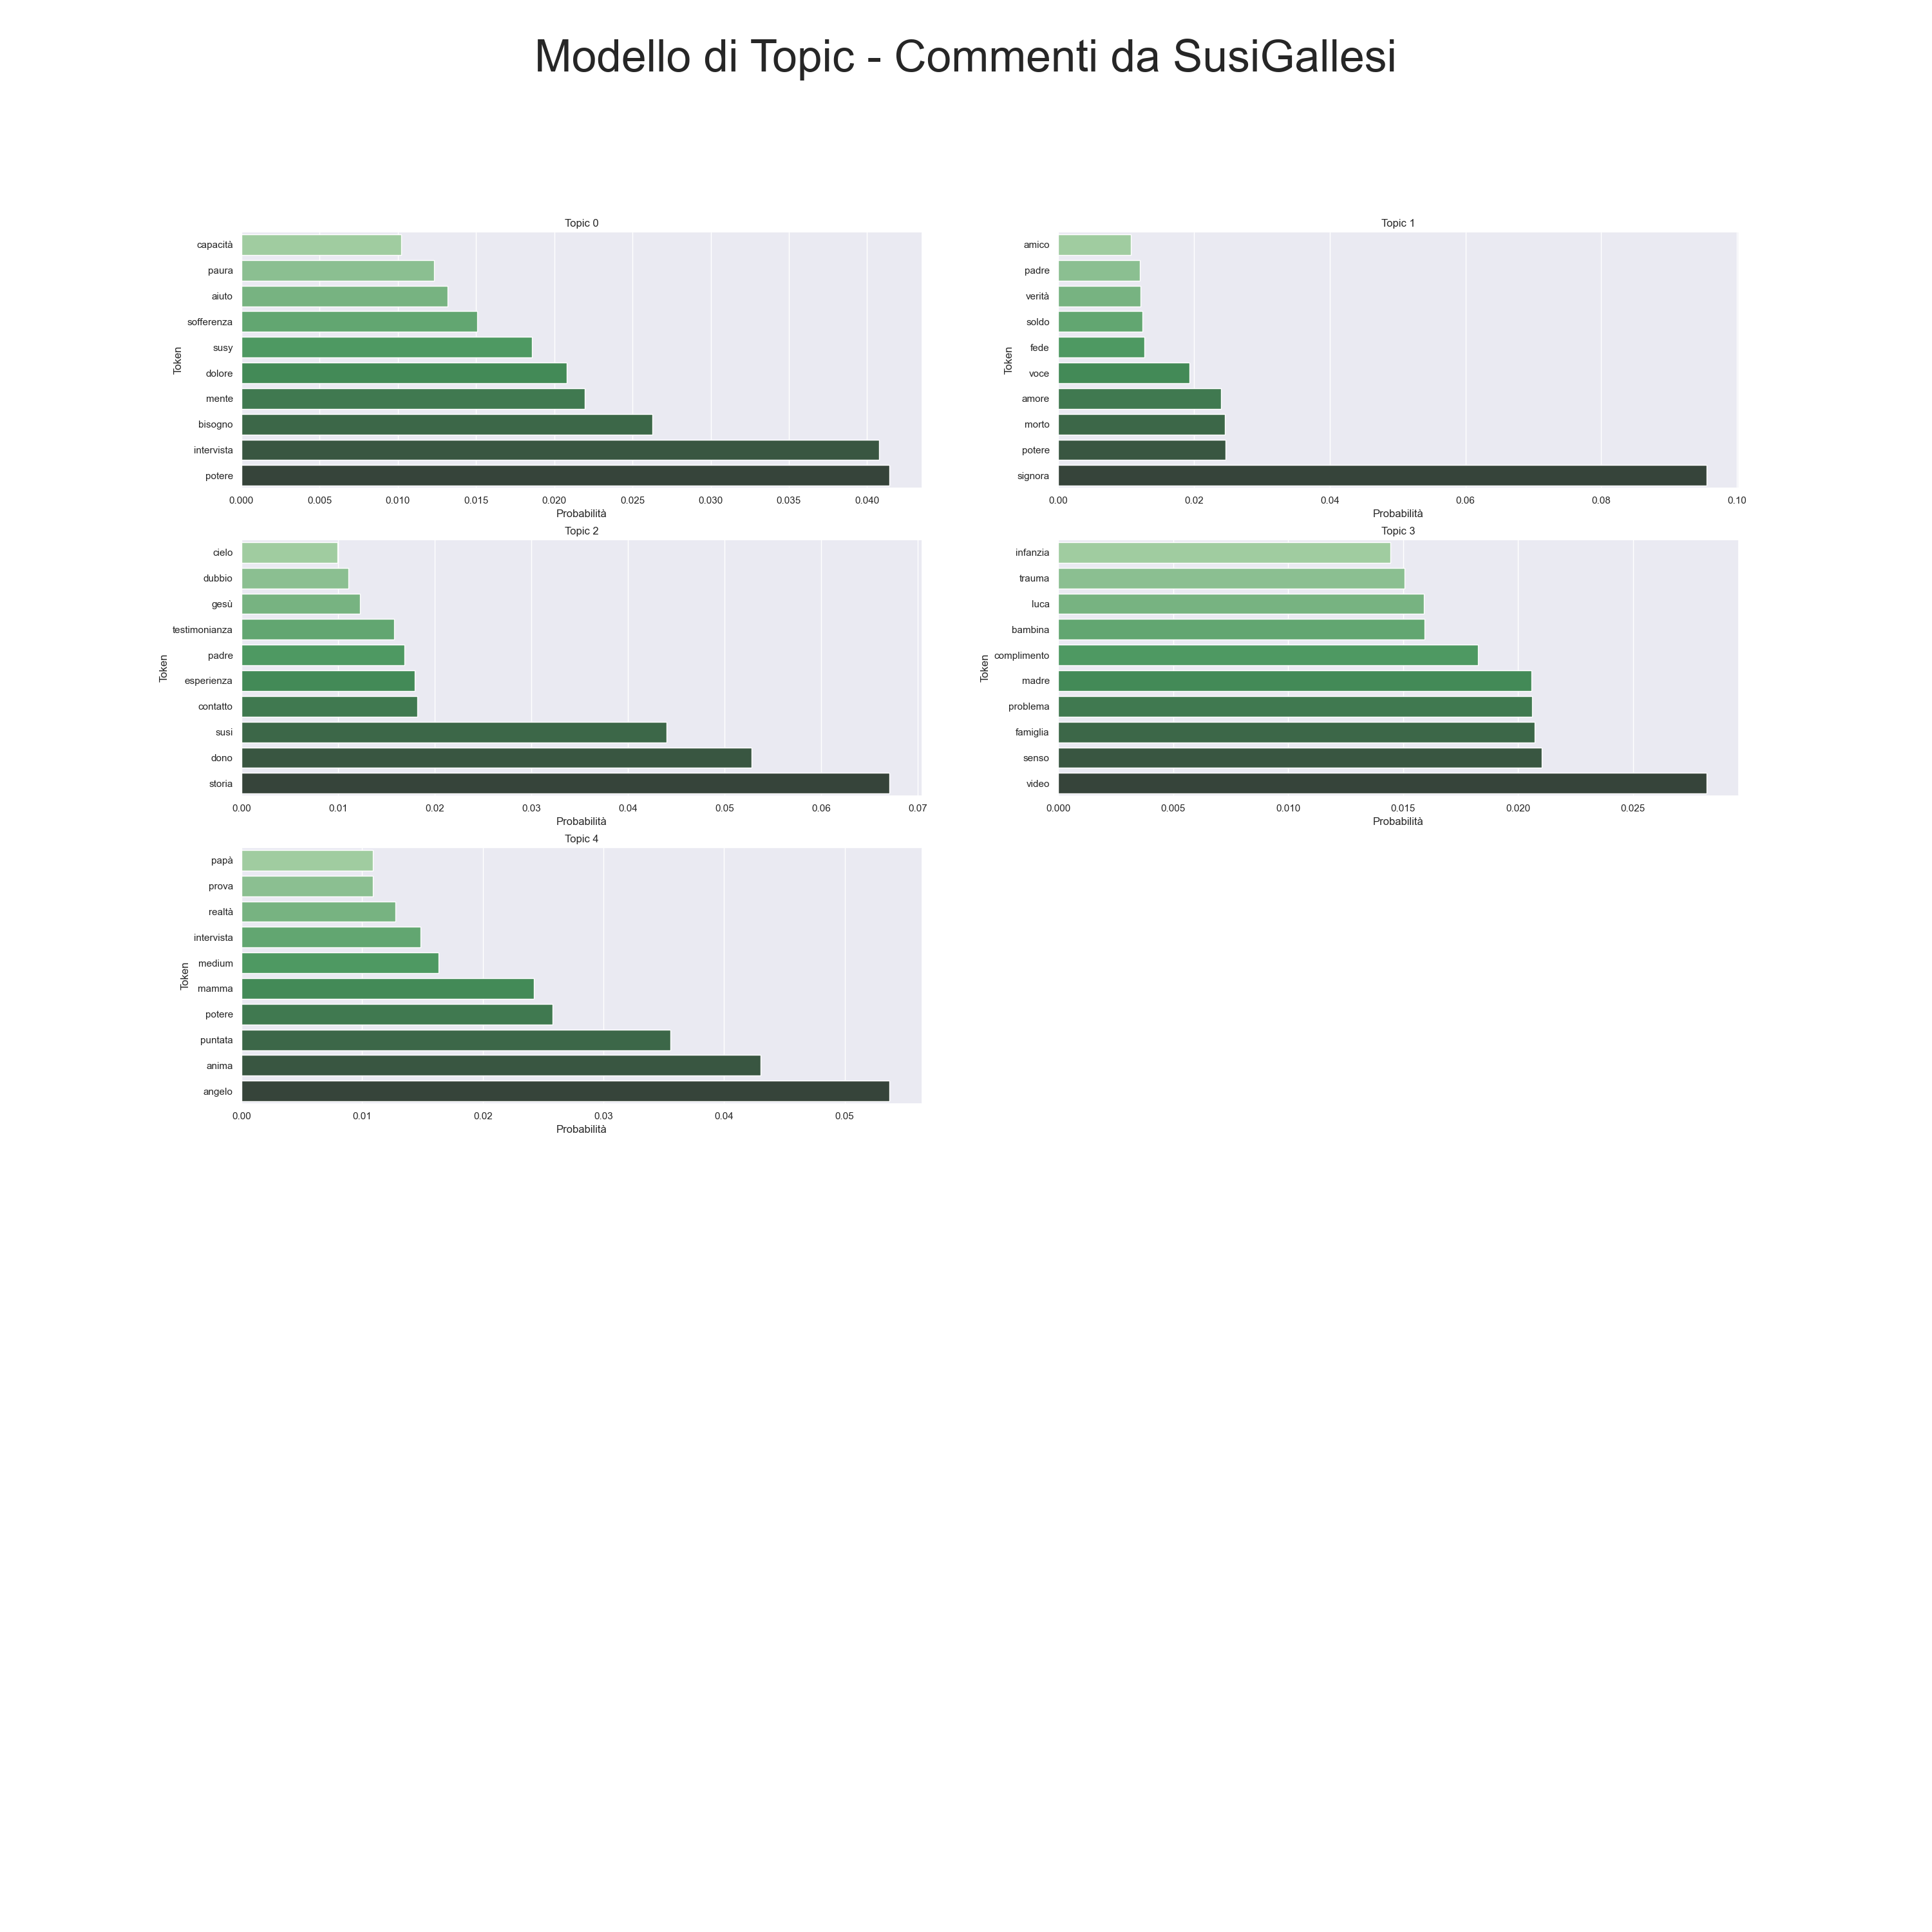 Modello di Topic - Commenti da SusiGallesi
Topic 0
Token
capacità
paura
aiuto
sofferenza
susy
dolore
mente
bisogno
intervista
potere
0.000 0.005 0.010 0.015 0.020 0.025 0.030 0.035 0.040
Probabilità
Topic 1
Token
amico
padre
verità
soldo
fede
voce
amore
morto
potere
signora
0.00 0.02 0.04 0.06 0.08 0.10
Probabilità
Topic 2
Token
cielo
dubbio
gesù
testimonianza
padre
esperienza
contatto
susi
dono
storia
0.00 0.01 0.02 0.03 0.04 0.05 0.06 0.07
Probabilità
Topic 3
Token
infanzia
trauma
luca
bambina
complimento
madre
problema
famiglia
senso
video
0.000 0.005 0.010 0.015 0.020 0.025
Probabilità
Topic 4
Token
papà
prova
realtà
intervista
medium
mamma
potere
puntata
anima
angelo
0.00 0.01 0.02 0.03 0.04 0.05
Probabilità